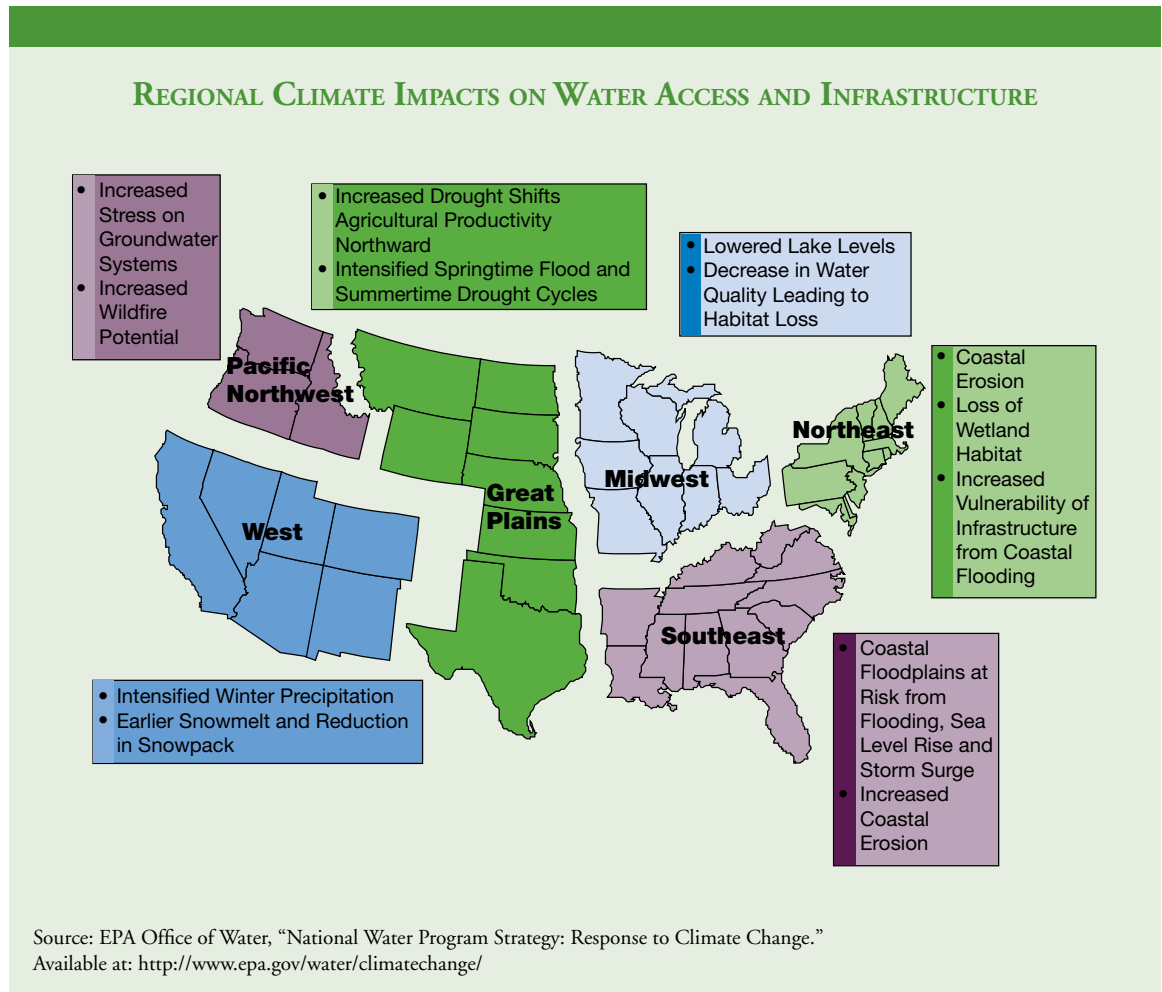 Regional Climate Impacts on Water Access and Infrastructure
• Increased
Stress on
Groundwater
Systems
• Increased
Wildfire
Potential
• Increased Drought Shifts
Agricultural Productivity
Northward
• Intensified Springtime Flood and
Summertime Drought Cycles
• Lowered Lake Levels
• Decrease in Water
Quality Leading to
Habitat Loss
• Coastal
Erosion
• Loss of
Wetland
Habitat
• Increased
Vulnerability of
Infrastructure
from Coastal
Flooding
Pacific
Northwest
Northeast
Midwest
Great
Plains
West
Southeast
• Coastal
Floodplains at
Risk from
Flooding, Sea
Level Rise and
Storm Surge
• Increased
Coastal
Erosion
• Intensified Winter Precipitation
• Earlier Snowmelt and Reduction
in Snowpack
Source: EPA Office of Water, “National Water Program Strategy: Response to Climate Change.”
Available at: http://www.epa.gov/water/climatechange/